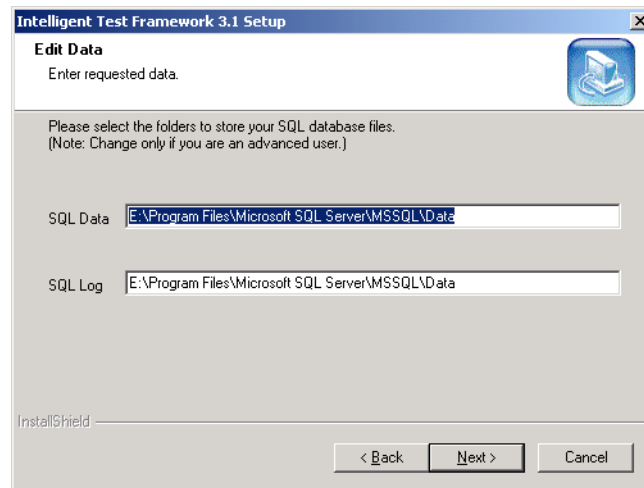 Intelligent Test Framework 3.1 Setup
Edit Data
Enter requested data.
Please select the folders to store your SQL database files.
(Note: Change only if you are an advanced user.)
SQL Data E:\Program Files\Microsoft SQL Server\MSSQL\Data
SQL Log E:\Program Files\Microsoft SQL Server\MSSQL\Data
InstallShield
< Back Next > Cancel